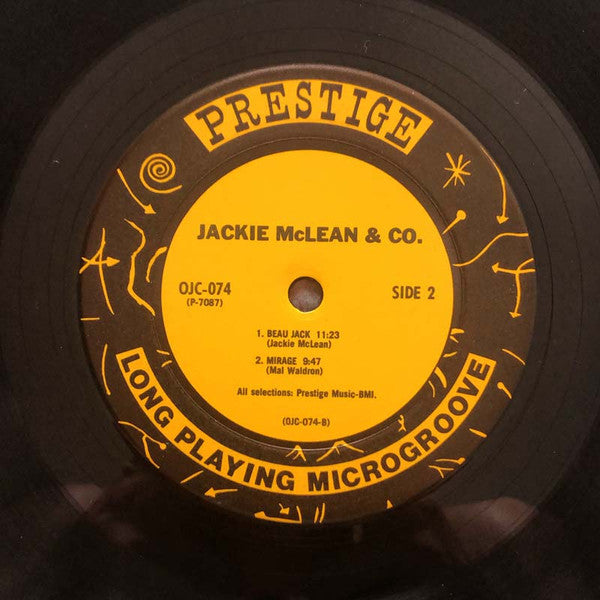 PRESTIGE
JACKIE McLEAN & CO.
OJC-074
(P-7087)
SIDE 2
1. BEAU JACK 11:23
(Jackie McLean)
2. MIRAGE 9:47
(Mal Waldron)
All selections: Prestige Music-BMI.
(OJC-074-B)
LONG PLAYING MICROGROOVE